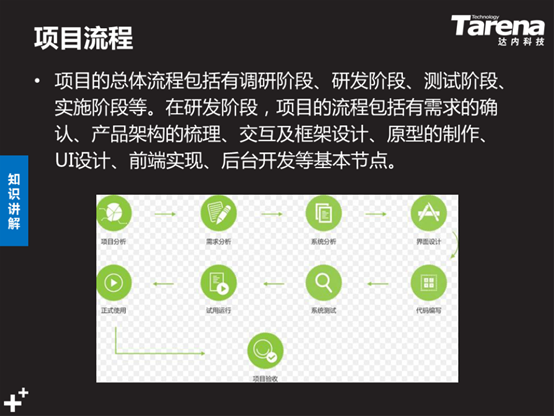 项目流程
Technology
Tarena
达内科技
• 项目的总体流程包括有调研阶段、研发阶段、测试阶段、
实施阶段等。在研发阶段，项目的流程包括有需求的确
认、产品架构的梳理、交互及框架设计、原型的制作、
UI设计、前端实现、后台开发等基本节点。
知识讲解
项目分析
需求分析
系统分析
界面设计
正式使用
试用运行
系统测试
代码编写
项目验收